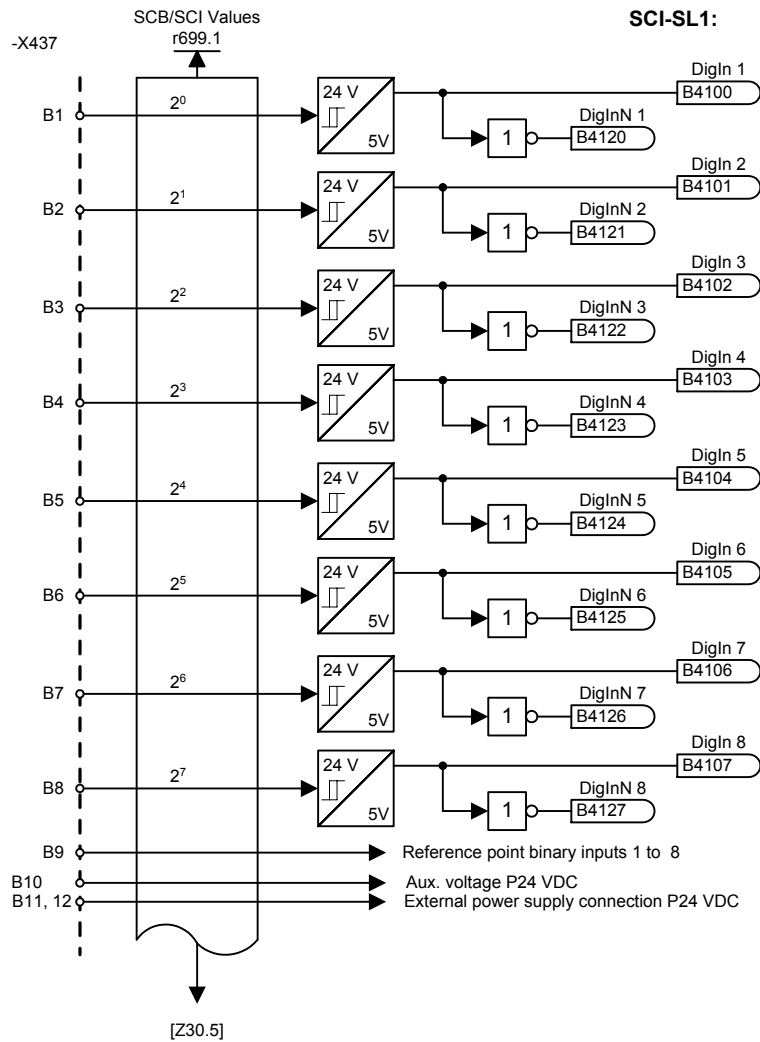 SCB/SCI Values
SCI-SL1:
r699.1
-X437
DigIn 1
B1
2⁰
24 V
5V
B4100
DigInN 1
1
B4120
DigIn 2
B2
2¹
24 V
5V
B4101
DigInN 2
1
B4121
DigIn 3
B3
2²
24 V
5V
B4102
DigInN 3
1
B4122
DigIn 4
B4
2³
24 V
5V
B4103
DigInN 4
1
B4123
DigIn 5
B5
2⁴
24 V
5V
B4104
DigInN 5
1
B4124
DigIn 6
B6
2⁵
24 V
5V
B4105
DigInN 6
1
B4125
DigIn 7
B7
2⁶
24 V
5V
B4106
DigInN 7
1
B4126
DigIn 8
B8
2⁷
24 V
5V
B4107
DigInN 8
1
B4127
B9
Reference point binary inputs 1 to 8
B10
Aux. voltage P24 VDC
B11, 12
External power supply connection P24 VDC
[Z30.5]